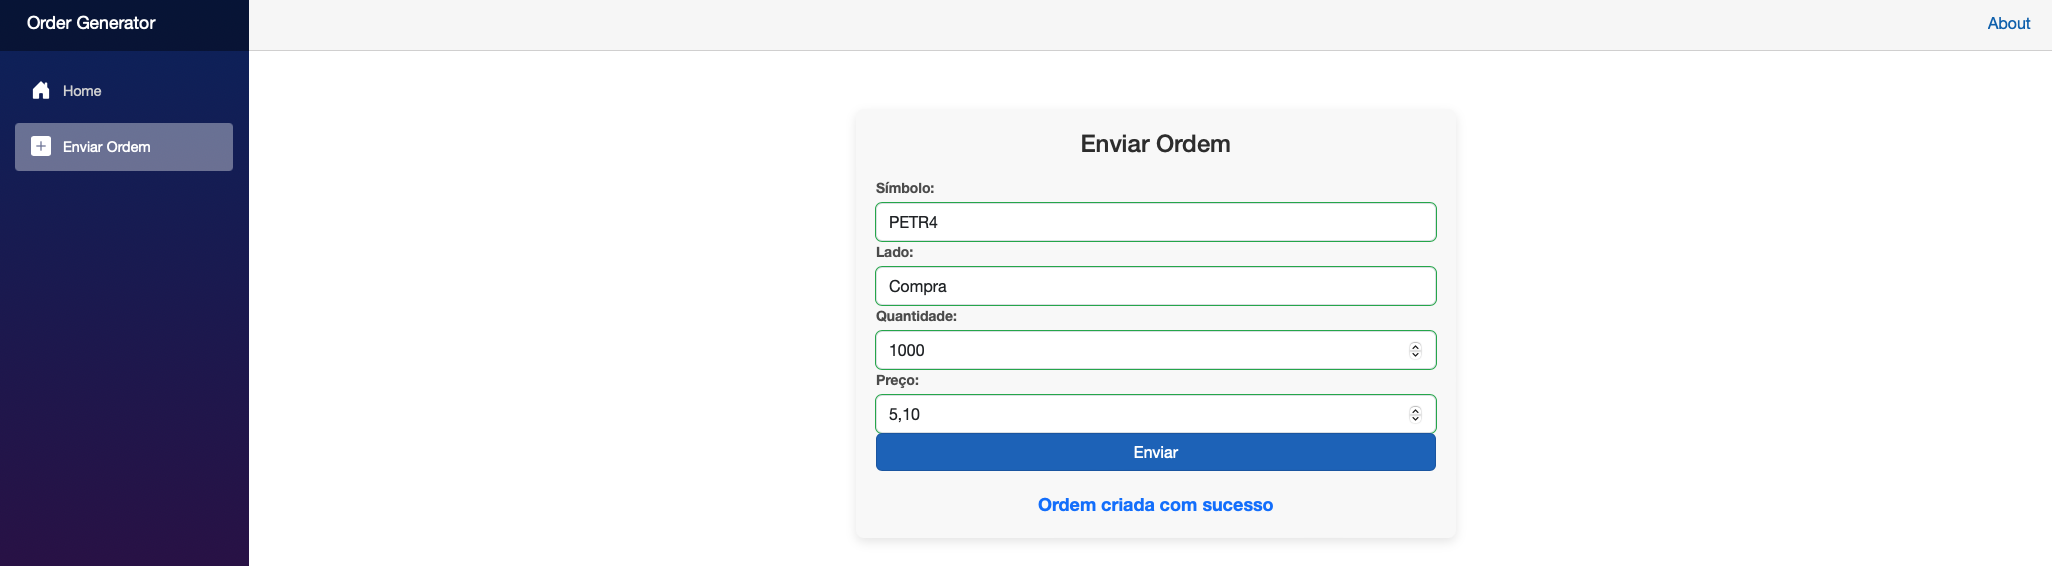 Order Generator
About
Home
Enviar Ordem
Enviar Ordem
Símbolo:
PETR4
Lado:
Compra
Quantidade:
1000
Preço:
5,10
Enviar
Ordem criada com sucesso